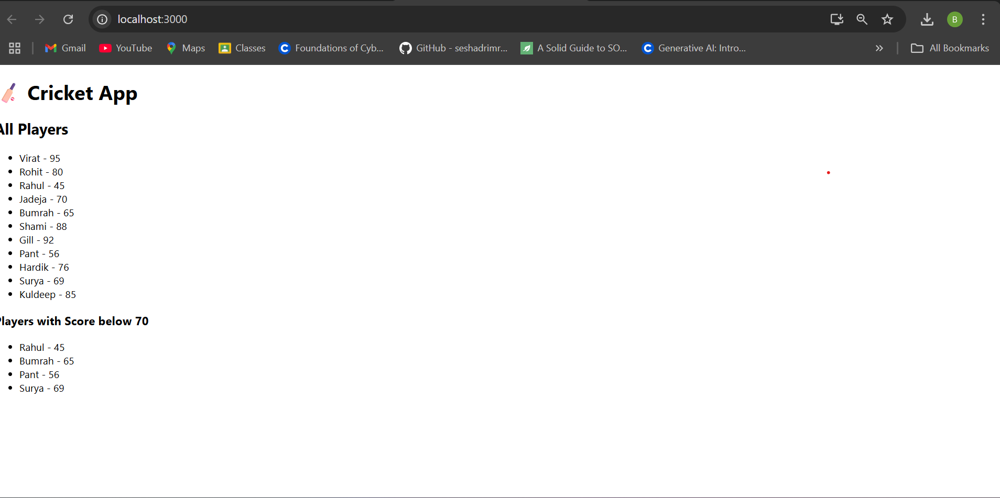 localhost:3000
B
Gmail YouTube Maps Classes Foundations of Cyb... GitHub - seshadrimr... A Solid Guide to SO... Generative AI: Intro... » All Bookmarks
Cricket App
All Players
• Virat - 95
• Rohit - 80
• Rahul - 45
• Jadeja - 70
• Bumrah - 65
• Shami - 88
• Gill - 92
• Pant - 56
• Hardik - 76
• Surya - 69
• Kuldeep - 85
Players with Score below 70
• Rahul - 45
• Bumrah - 65
• Pant - 56
• Surya - 69